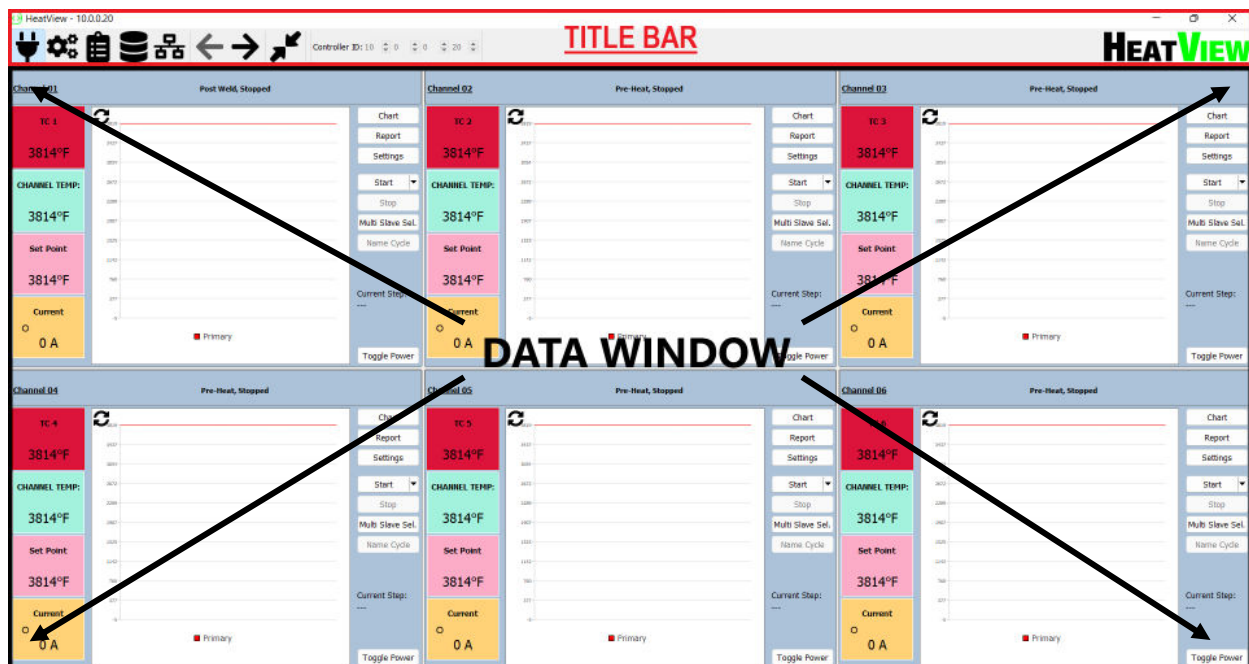 HeatView - 10.0.0.20
TITLE BAR
Controller ID: 10 0 0 20
HEATVIEW
Post Weld, Stopped
Channel 02
Pre-Heat, Stopped
Channel 03
Pre-Heat, Stopped
TC 1
3814°F
CHANNEL TEMP:
3814°F
Set Point
3814°F
Current
0 A
Primary
Chart
Report
Settings
Start
Stop
Multi Slave Sel.
Name Cycle
Current Step:
---
Toggle Power
TC 2
3814°F
CHANNEL TEMP:
3814°F
Set Point
3814°F
Current
0 A
Primary
Chart
Report
Settings
Start
Stop
Multi Slave Sel.
Name Cycle
Current Step:
---
Toggle Power
TC 3
3814°F
CHANNEL TEMP:
3814°F
Set Point
3814°F
Current
0 A
Primary
Chart
Report
Settings
Start
Stop
Multi Slave Sel.
Name Cycle
Current Step:
---
Toggle Power
DATA WINDOW
Channel 04
Pre-Heat, Stopped
Channel 05
Pre-Heat, Stopped
Channel 06
Pre-Heat, Stopped
TC 4
3814°F
CHANNEL TEMP:
3814°F
Set Point
3814°F
Current
0 A
Primary
Chart
Report
Settings
Start
Stop
Multi Slave Sel.
Name Cycle
Current Step:
---
Toggle Power
TC 5
3814°F
CHANNEL TEMP:
3814°F
Set Point
3814°F
Current
0 A
Primary
Chart
Report
Settings
Start
Stop
Multi Slave Sel.
Name Cycle
Current Step:
---
Toggle Power
3814°F
CHANNEL TEMP:
3814°F
Set Point
3814°F
Current
0 A
Primary
Chart
Report
Settings
Start
Stop
Multi Slave Sel.
Name Cycle
Current Step:
---
Toggle Power